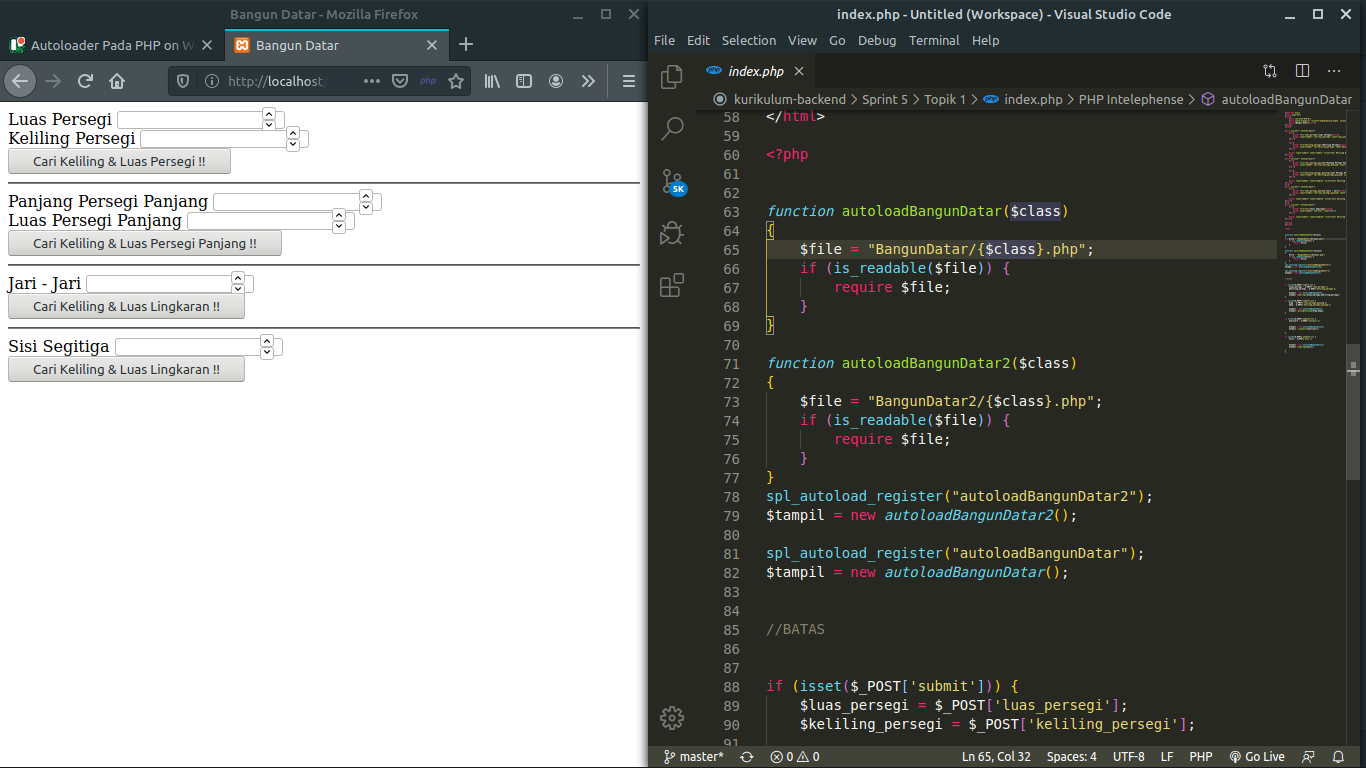 Bangun Datar - Mozilla Firefox
Autoloader Pada PHP on W
Bangun Datar
http://localhost/
php
Luas Persegi
Keliling Persegi
Cari Keliling & Luas Persegi !!
Panjang Persegi Panjang
Luas Persegi Panjang
Cari Keliling & Luas Persegi Panjang !!
Jari - Jari
Cari Keliling & Luas Lingkaran !!
Sisi Segitiga
Cari Keliling & Luas Lingkaran !!
index.php - Untitled (Workspace) - Visual Studio Code
File Edit Selection View Go Debug Terminal Help
php index.php
kurikulum-backend > Sprint 5 > Topik 1 > php index.php > PHP Intelephense > autoloadBangunDatar
5K
58 </html>
59
60 <?php
61
62
63 function autoloadBangunDatar($class)
64 {
65 $file = "BangunDatar/{$class}.php";
66 if (is_readable($file)) {
67 require $file;
68 }
69 }
70
71 function autoloadBangunDatar2($class)
72 {
73 $file = "BangunDatar2/{$class}.php";
74 if (is_readable($file)) {
75 require $file;
76 }
77 }
78 spl_autoload_register("autoloadBangunDatar2");
79 $tampil = new autoloadBangunDatar2();
80
81 spl_autoload_register("autoloadBangunDatar");
82 $tampil = new autoloadBangunDatar();
83
84
85 //BATAS
86
87
88 if (isset($_POST['submit'])) {
89 $luas_persegi = $_POST['luas_persegi'];
90 $keliling_persegi = $_POST['keliling_persegi'];
91
master* 0 0 Ln 65, Col 32 Spaces: 4 UTF-8 LF PHP Go Live